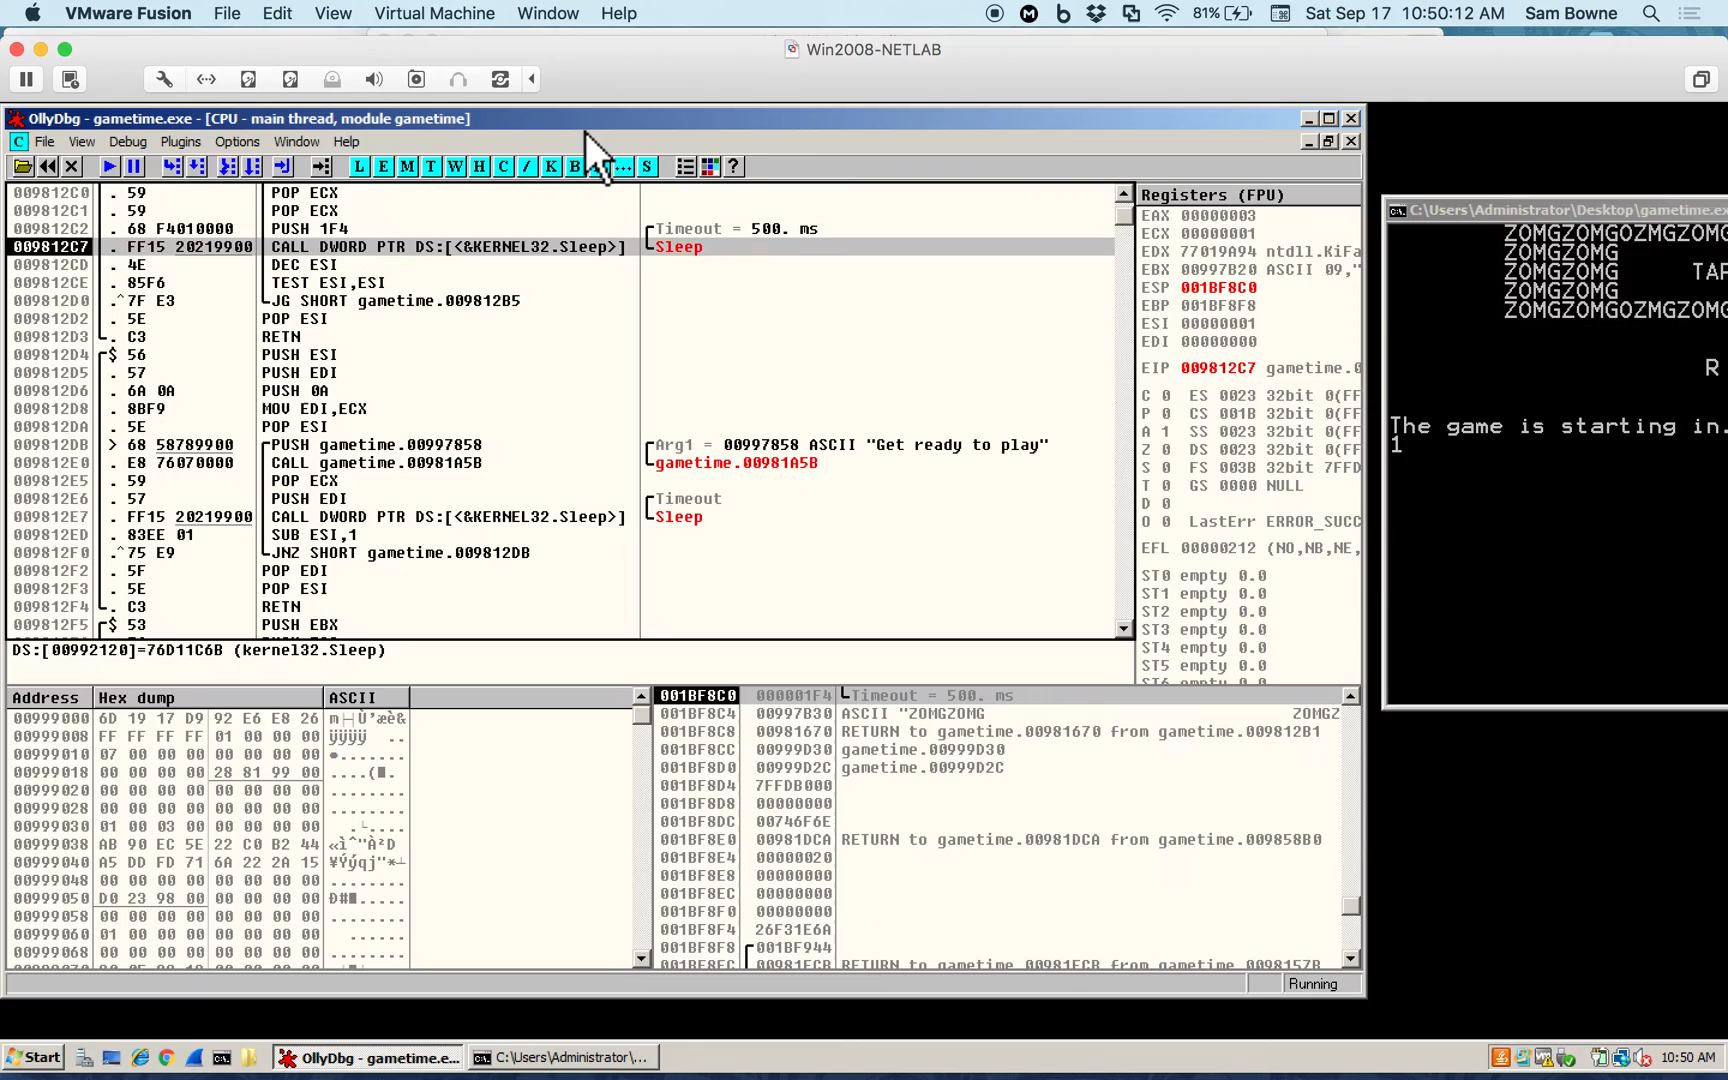 VMware Fusion File Edit View Virtual Machine Window Help 81% Sat Sep 17 10:50:12 AM Sam Bowne
Win2008-NETLAB
OllyDbg - gametime.exe - [CPU - main thread, module gametime]
C File View Debug Plugins Options Window Help
L E M T W H C / K B ... S ?
009812C0 . 59 POP ECX
009812C1 . 59 POP ECX
009812C2 . 68 F4010000 PUSH 1F4 Timeout = 500. ms
009812C7 . FF15 20219900 CALL DWORD PTR DS:[<&KERNEL32.Sleep>] Sleep
009812CD . 4E DEC ESI
009812CE . 85F6 TEST ESI,ESI
009812D0 .^7F E3 JG SHORT gametime.009812B5
009812D2 . 5E POP ESI
009812D3 . C3 RETN
009812D4 $ 56 PUSH ESI
009812D5 . 57 PUSH EDI
009812D6 . 6A 0A PUSH 0A
009812D8 . 8BF9 MOV EDI,ECX
009812DA . 5E POP ESI
009812DB > 68 58789900 PUSH gametime.00997858 Arg1 = 00997858 ASCII "Get ready to play"
009812E0 . E8 76070000 CALL gametime.00981A5B gametime.00981A5B
009812E5 . 59 POP ECX
009812E6 . 57 PUSH EDI Timeout
009812E7 . FF15 20219900 CALL DWORD PTR DS:[<&KERNEL32.Sleep>] Sleep
009812ED . 83EE 01 SUB ESI,1
009812F0 .^75 E9 JNZ SHORT gametime.009812DB
009812F2 . 5F POP EDI
009812F3 . 5E POP ESI
009812F4 . C3 RETN
009812F5 $ 53 PUSH EBX
DS:[00992120]=76D11C6B (kernel32.Sleep)
Registers (FPU)
EAX 00000003
ECX 00000001
EDX 77019A94 ntdll.KiFa
EBX 00997B20 ASCII 09,"
ESP 001BF8C0
EBP 001BF8F8
ESI 00000001
EDI 00000000
EIP 009812C7 gametime.0
C 0 ES 0023 32bit 0(FF
P 0 CS 001B 32bit 0(FF
A 1 SS 0023 32bit 0(FF
Z 0 DS 0023 32bit 0(FF
S 0 FS 003B 32bit 7FFD
T 0 GS 0000 NULL
D 0
O 0 LastErr ERROR_SUCC
EFL 00000212 (NO,NB,NE,
ST0 empty 0.0
ST1 empty 0.0
ST2 empty 0.0
ST3 empty 0.0
ST4 empty 0.0
ST5 empty 0.0
ST6 empty 0.0
Address Hex dump ASCII
00999000 6D 19 17 D9 92 E6 E8 26
00999008 FF FF FF FF 01 00 00 00 ÿÿÿÿ
00999010 07 00 00 00 00 00 00 00
00999018 00 00 00 00 28 81 99 00
00999020 00 00 00 00 00 00 00 00 ........
00999028 00 00 00 00 00 00 00 00 ........
00999030 01 00 03 00 00 00 00 00
00999038 AB 90 EC 5E 22 C0 B2 44
00999040 A5 DD FD 71 6A 22 2A 15
00999048 00 00 00 00 00 00 00 00 ........
00999050 D0 23 98 00 00 00 00 00
00999058 00 00 00 00 00 00 00 00 ........
00999060 01 00 00 00 00 00 00 00
00999068 00 00 00 00 00 00 00 00 ........
001BF8C0 000001F4 Timeout = 500. ms
001BF8C4 00997B30 ASCII "ZOMGZOMG ZOMGZ
001BF8C8 00981670 RETURN to gametime.00981670 from gametime.009812B1
001BF8CC 00999D30 gametime.00999D30
001BF8D0 00999D2C gametime.00999D2C
001BF8D4 7FFDB000
001BF8D8 00000000
001BF8DC 00746F6E
001BF8E0 00981DCA RETURN to gametime.00981DCA from gametime.009858B0
001BF8E4 00000020
001BF8E8 00000000
001BF8EC 00000000
001BF8F0 00000000
001BF8F4 26F31E6A
001BF8F8 001BF944
001BF8FC 00981ECB RETURN to gametime.00981ECB from gametime.0098157B
Running
C:\Users\Administrator\Desktop\gametime.ex
ZOMGZOMGOZMGZOMG
ZOMGZOMG
ZOMGZOMG TAP
ZOMGZOMG
ZOMGZOMGOZMGZOMG
R
The game is starting in.
1
Start OllyDbg - gametime.e... C:\Users\Administrator\... 10:50 AM